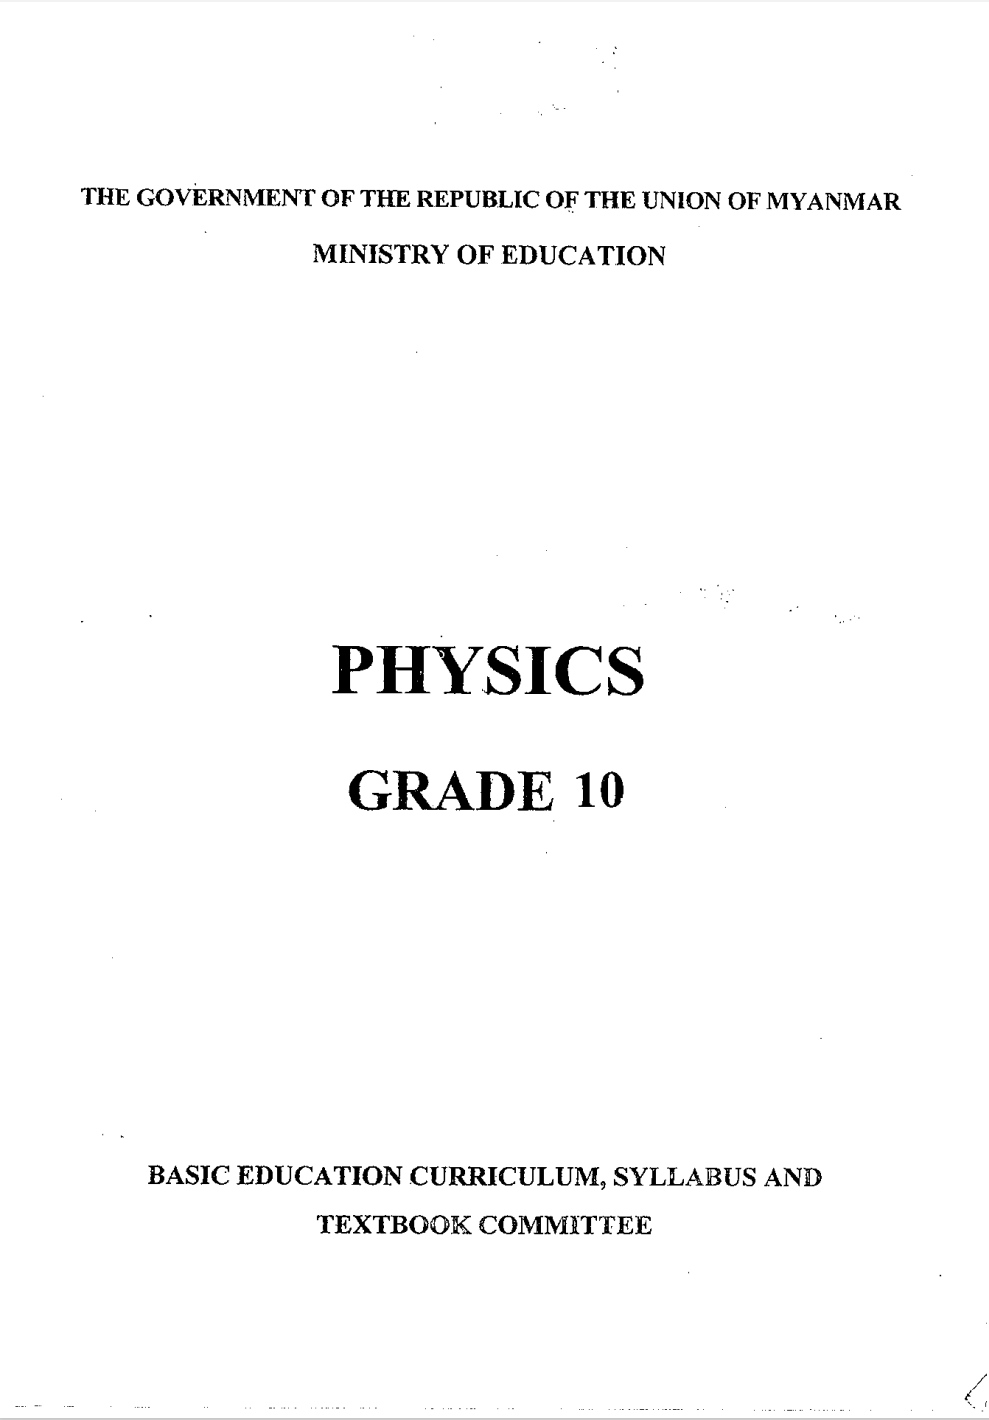 THE GOVERNMENT OF THE REPUBLIC OF THE UNION OF MYANMAR
MINISTRY OF EDUCATION
PHYSICS
GRADE 10
BASIC EDUCATION CURRICULUM, SYLLABUS AND
TEXTBOOK COMMITTEE